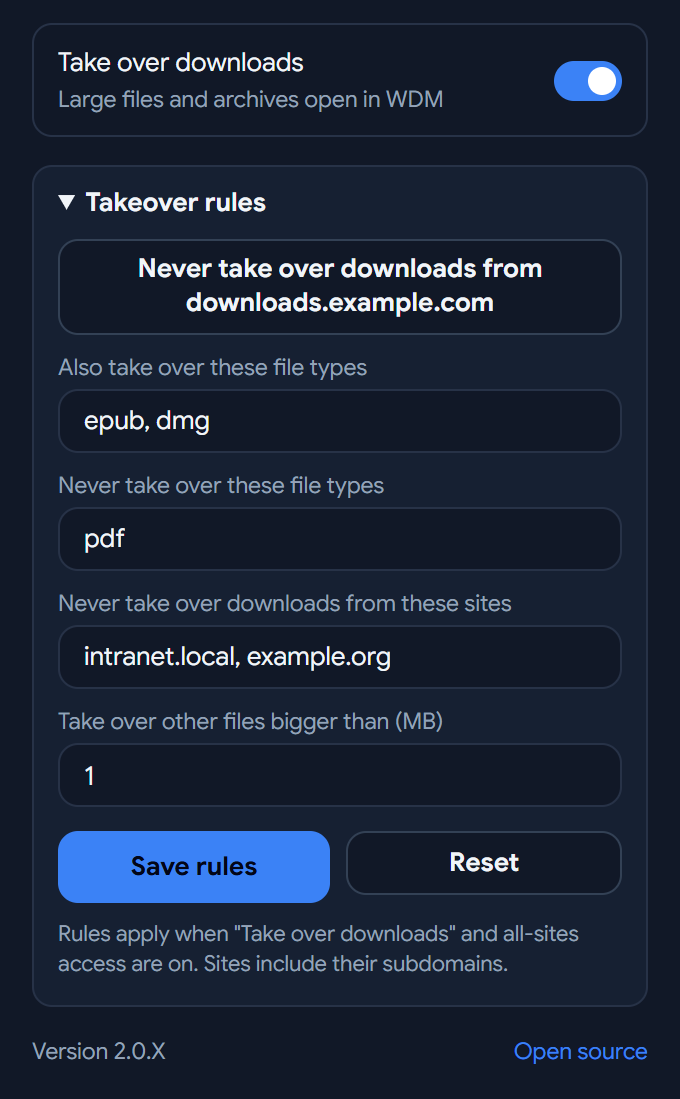 Take over downloads
Large files and archives open in WDM
Takeover rules
Never take over downloads from
downloads.example.com
Also take over these file types
epub, dmg
Never take over these file types
pdf
Never take over downloads from these sites
intranet.local, example.org
Take over other files bigger than (MB)
1
Save rules
Reset
Rules apply when "Take over downloads" and all-sites
access are on. Sites include their subdomains.
Version 2.0.X
Open source